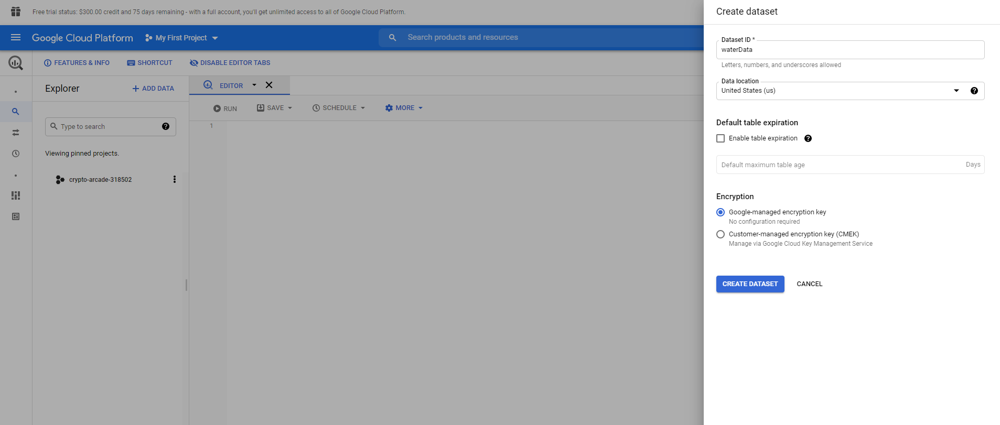 Free trial status: $300.00 credit and 75 days remaining - with a full account, you'll get unlimited access to all of Google Cloud Platform.
Google Cloud Platform
My First Project
Search products and resources
FEATURES & INFO
SHORTCUT
DISABLE EDITOR TABS
Explorer
ADD DATA
EDITOR
RUN
SAVE
SCHEDULE
MORE
Type to search
1
Viewing pinned projects.
crypto-arcade-318502
Create dataset
Dataset ID *
waterData
Letters, numbers, and underscores allowed
Data location
United States (us)
Default table expiration
Enable table expiration
Default maximum table age
Days
Encryption
Google-managed encryption key
No configuration required
Customer-managed encryption key (CMEK)
Manage via Google Cloud Key Management Service
CREATE DATASET
CANCEL